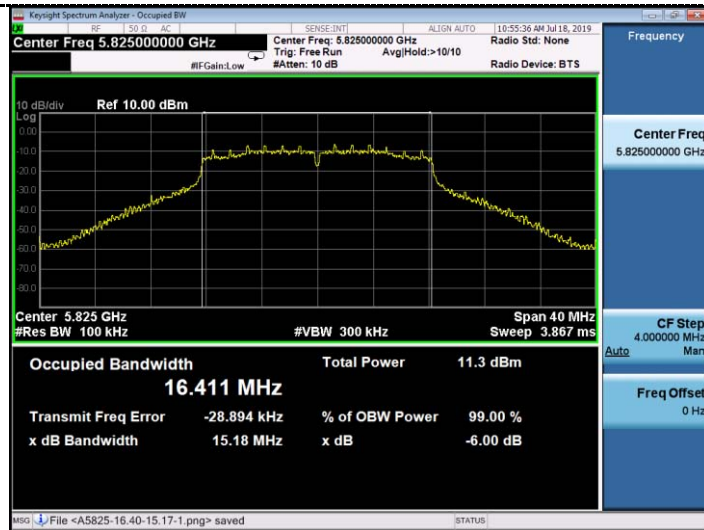 Keysight Spectrum Analyzer - Occupied BW
RF 50 Ω AC SENSE:INT ALIGN AUTO 10:55:36 AM Jul 18, 2019
Center Freq 5.825000000 GHz
Center Freq: 5.825000000 GHz
Radio Std: None
Trig: Free Run Avg|Hold:>10/10
#IFGain:Low #Atten: 10 dB Radio Device: BTS
Frequency
10 dB/div Ref 10.00 dBm
Log
0.00
-10.0
-20.0
-30.0
-40.0
-50.0
-60.0
-70.0
-80.0
Center Freq
5.825000000 GHz
Center 5.825 GHz Span 40 MHz
#Res BW 100 kHz #VBW 300 kHz Sweep 3.867 ms
CF Step
4.000000 MHz
Auto Man
Occupied Bandwidth Total Power 11.3 dBm
16.411 MHz
Transmit Freq Error -28.894 kHz % of OBW Power 99.00 %
x dB Bandwidth 15.18 MHz x dB -6.00 dB
Freq Offset
0 Hz
MSG File <A5825-16.40-15.17-1.png> saved STATUS